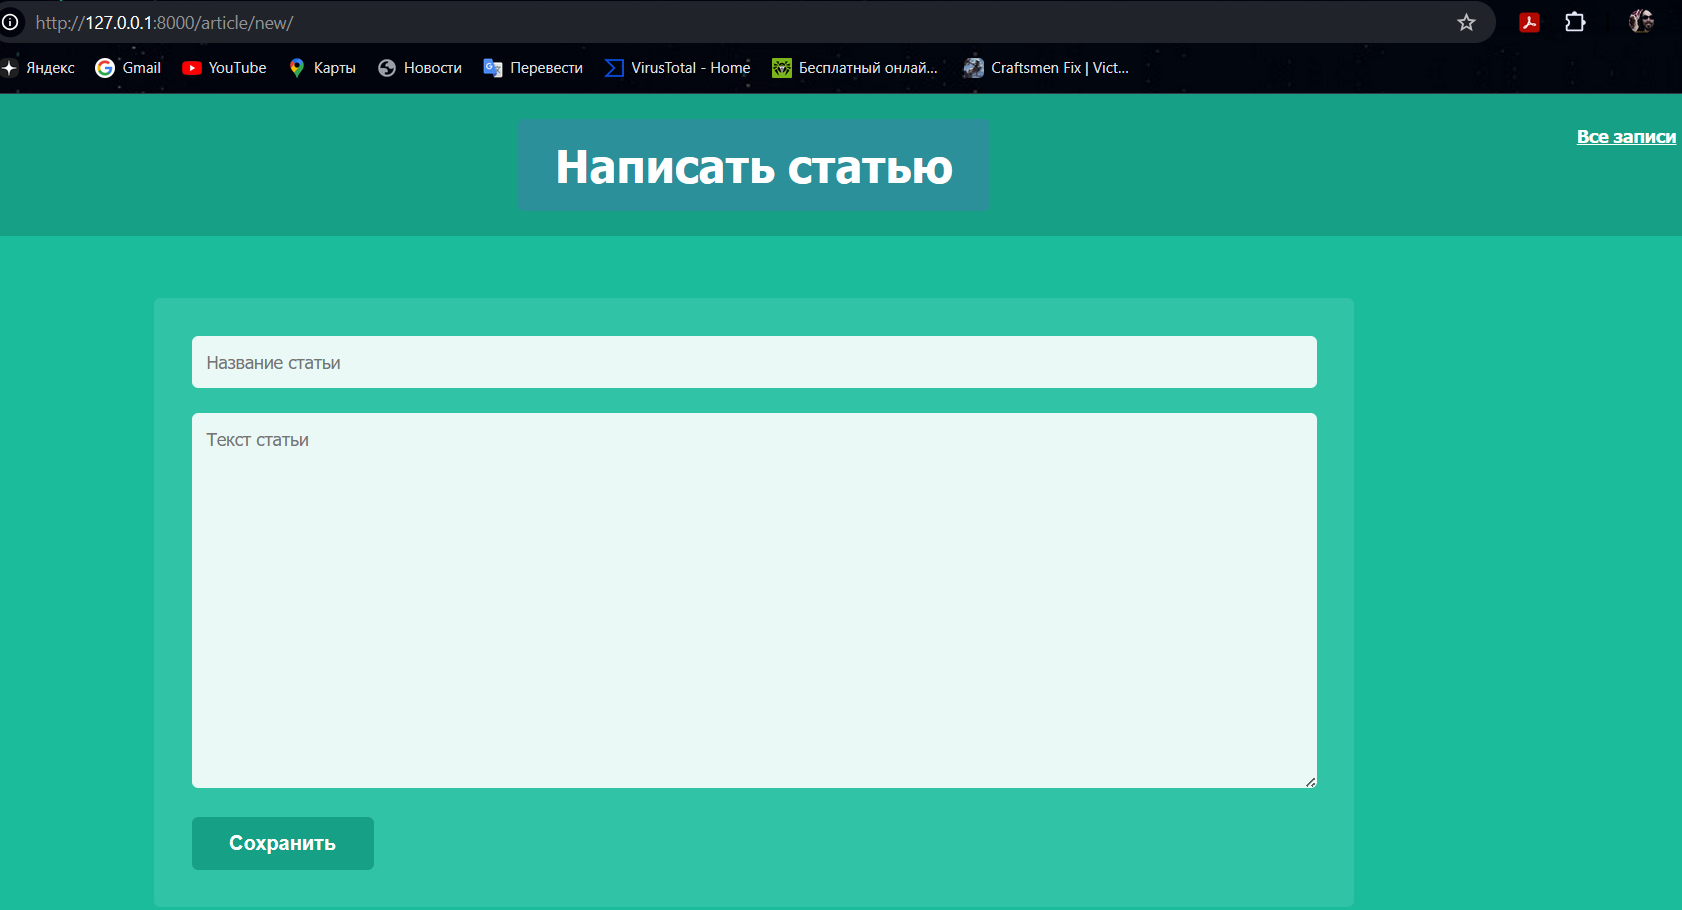 http://127.0.0.1:8000/article/new/
Яндекс Gmail YouTube Карты Новости Перевести VirusTotal - Home Бесплатный онлай... Craftsmen Fix | Vict...
Написать статью
Все записи
Название статьи
Текст статьи
Сохранить